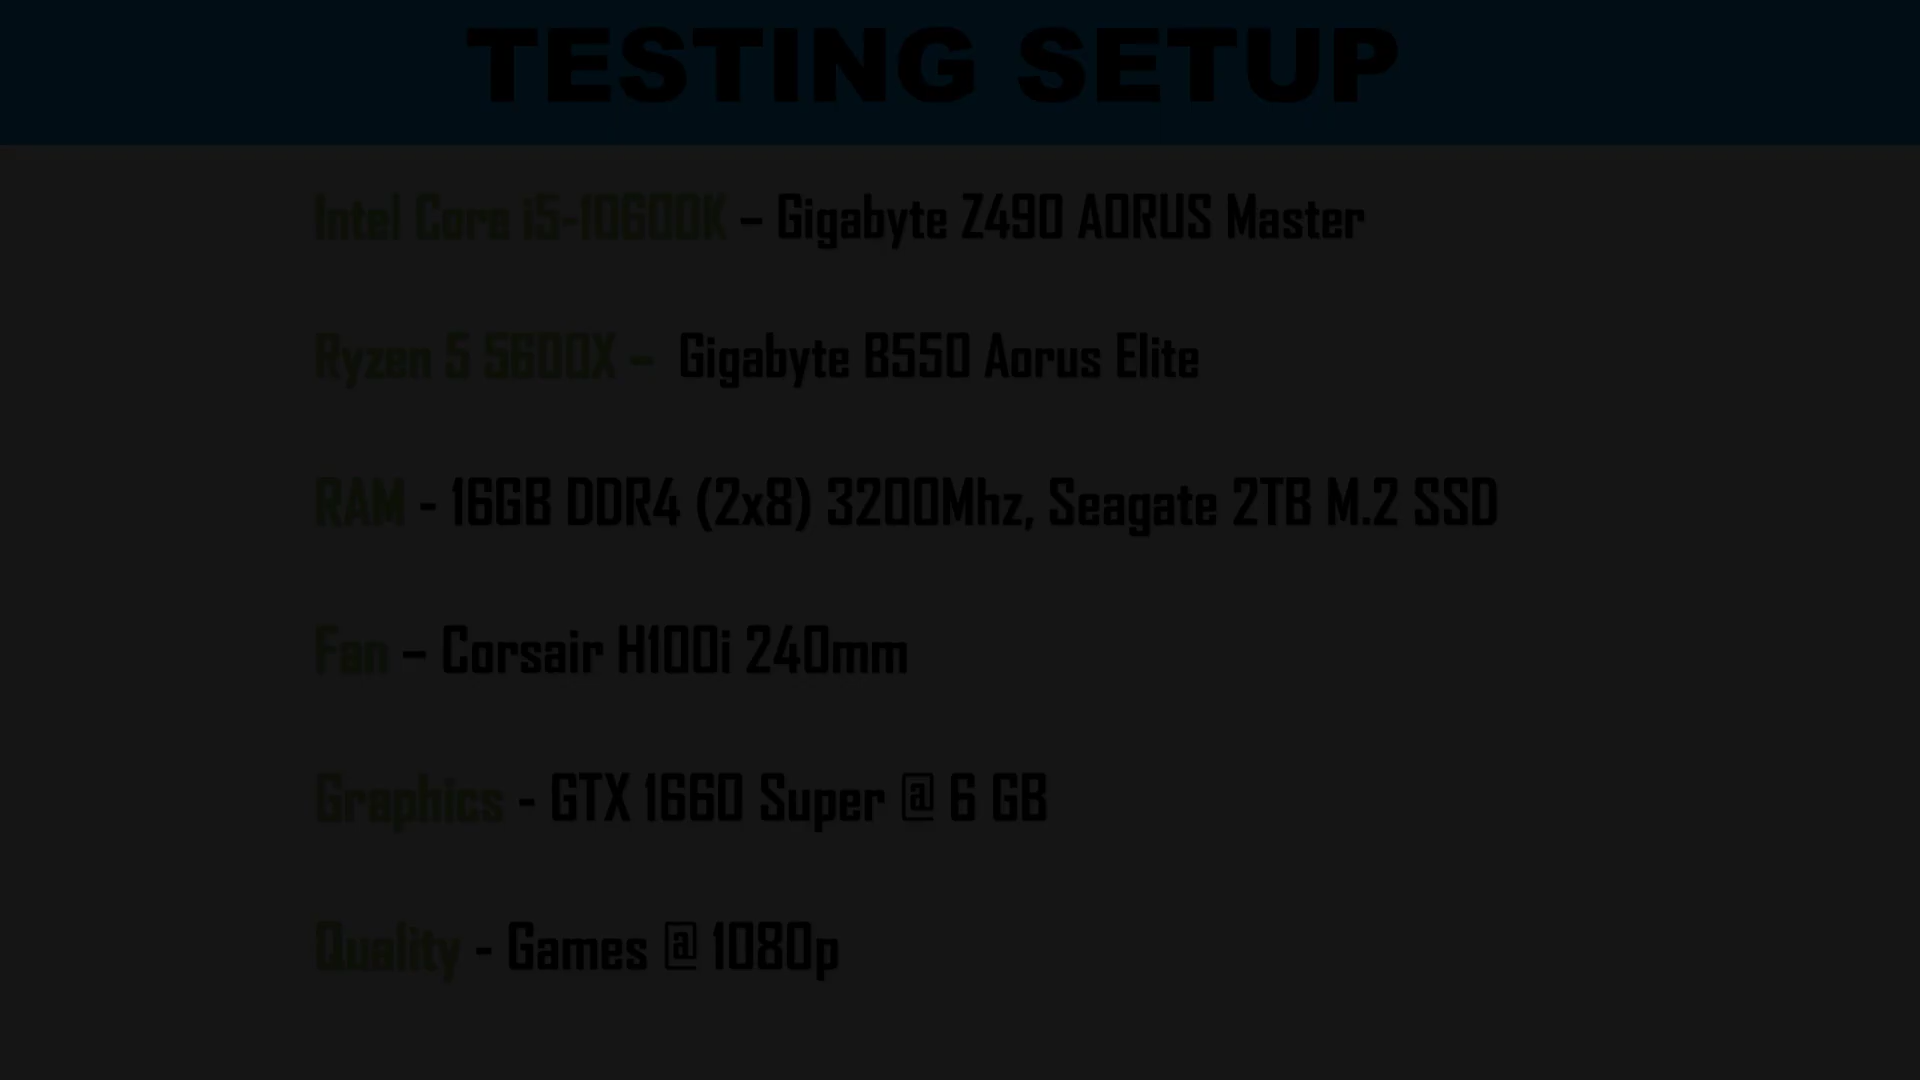 TESTING SETUP
Intel Core i5-10600K – Gigabyte Z490 AORUS Master
Ryzen 5 5600X – Gigabyte B550 Aorus Elite
RAM - 16GB DDR4 (2x8) 3200Mhz, Seagate 2TB M.2 SSD
Fan – Corsair H100i 240mm
Graphics - GTX 1660 Super @ 6 GB
Quality - Games @ 1080p